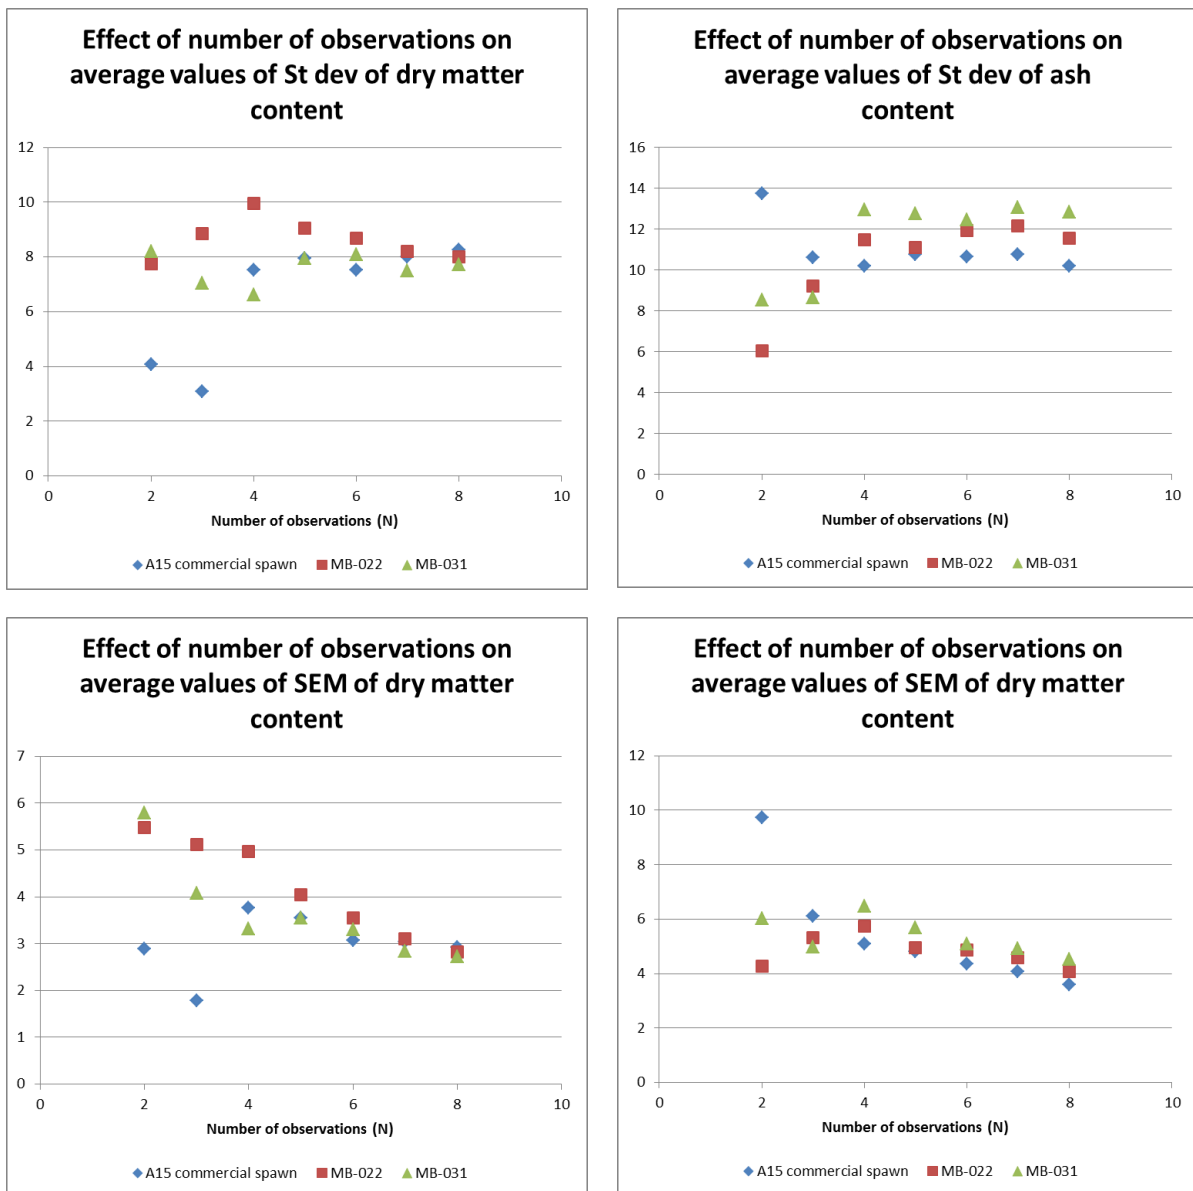 Effect of number of observations on
average values of St dev of dry matter
content
12
10
8
6
4
2
0
0 2 4 6 8 10
Number of observations (N)
A15 commercial spawn MB-022 MB-031
Effect of number of observations on
average values of St dev of ash
content
16
14
12
10
8
6
4
2
0
0 2 4 6 8 10
Number of observations (N)
A15 commercial spawn MB-022 MB-031
Effect of number of observations on
average values of SEM of dry matter
content
7
6
5
4
3
2
1
0
0 2 4 6 8 10
Number of observations (N)
A15 commercial spawn MB-022 MB-031
Effect of number of observations on
average values of SEM of dry matter
content
12
10
8
6
4
2
0
0 2 4 6 8 10
Number of observations (N)
A15 commercial spawn MB-022 MB-031